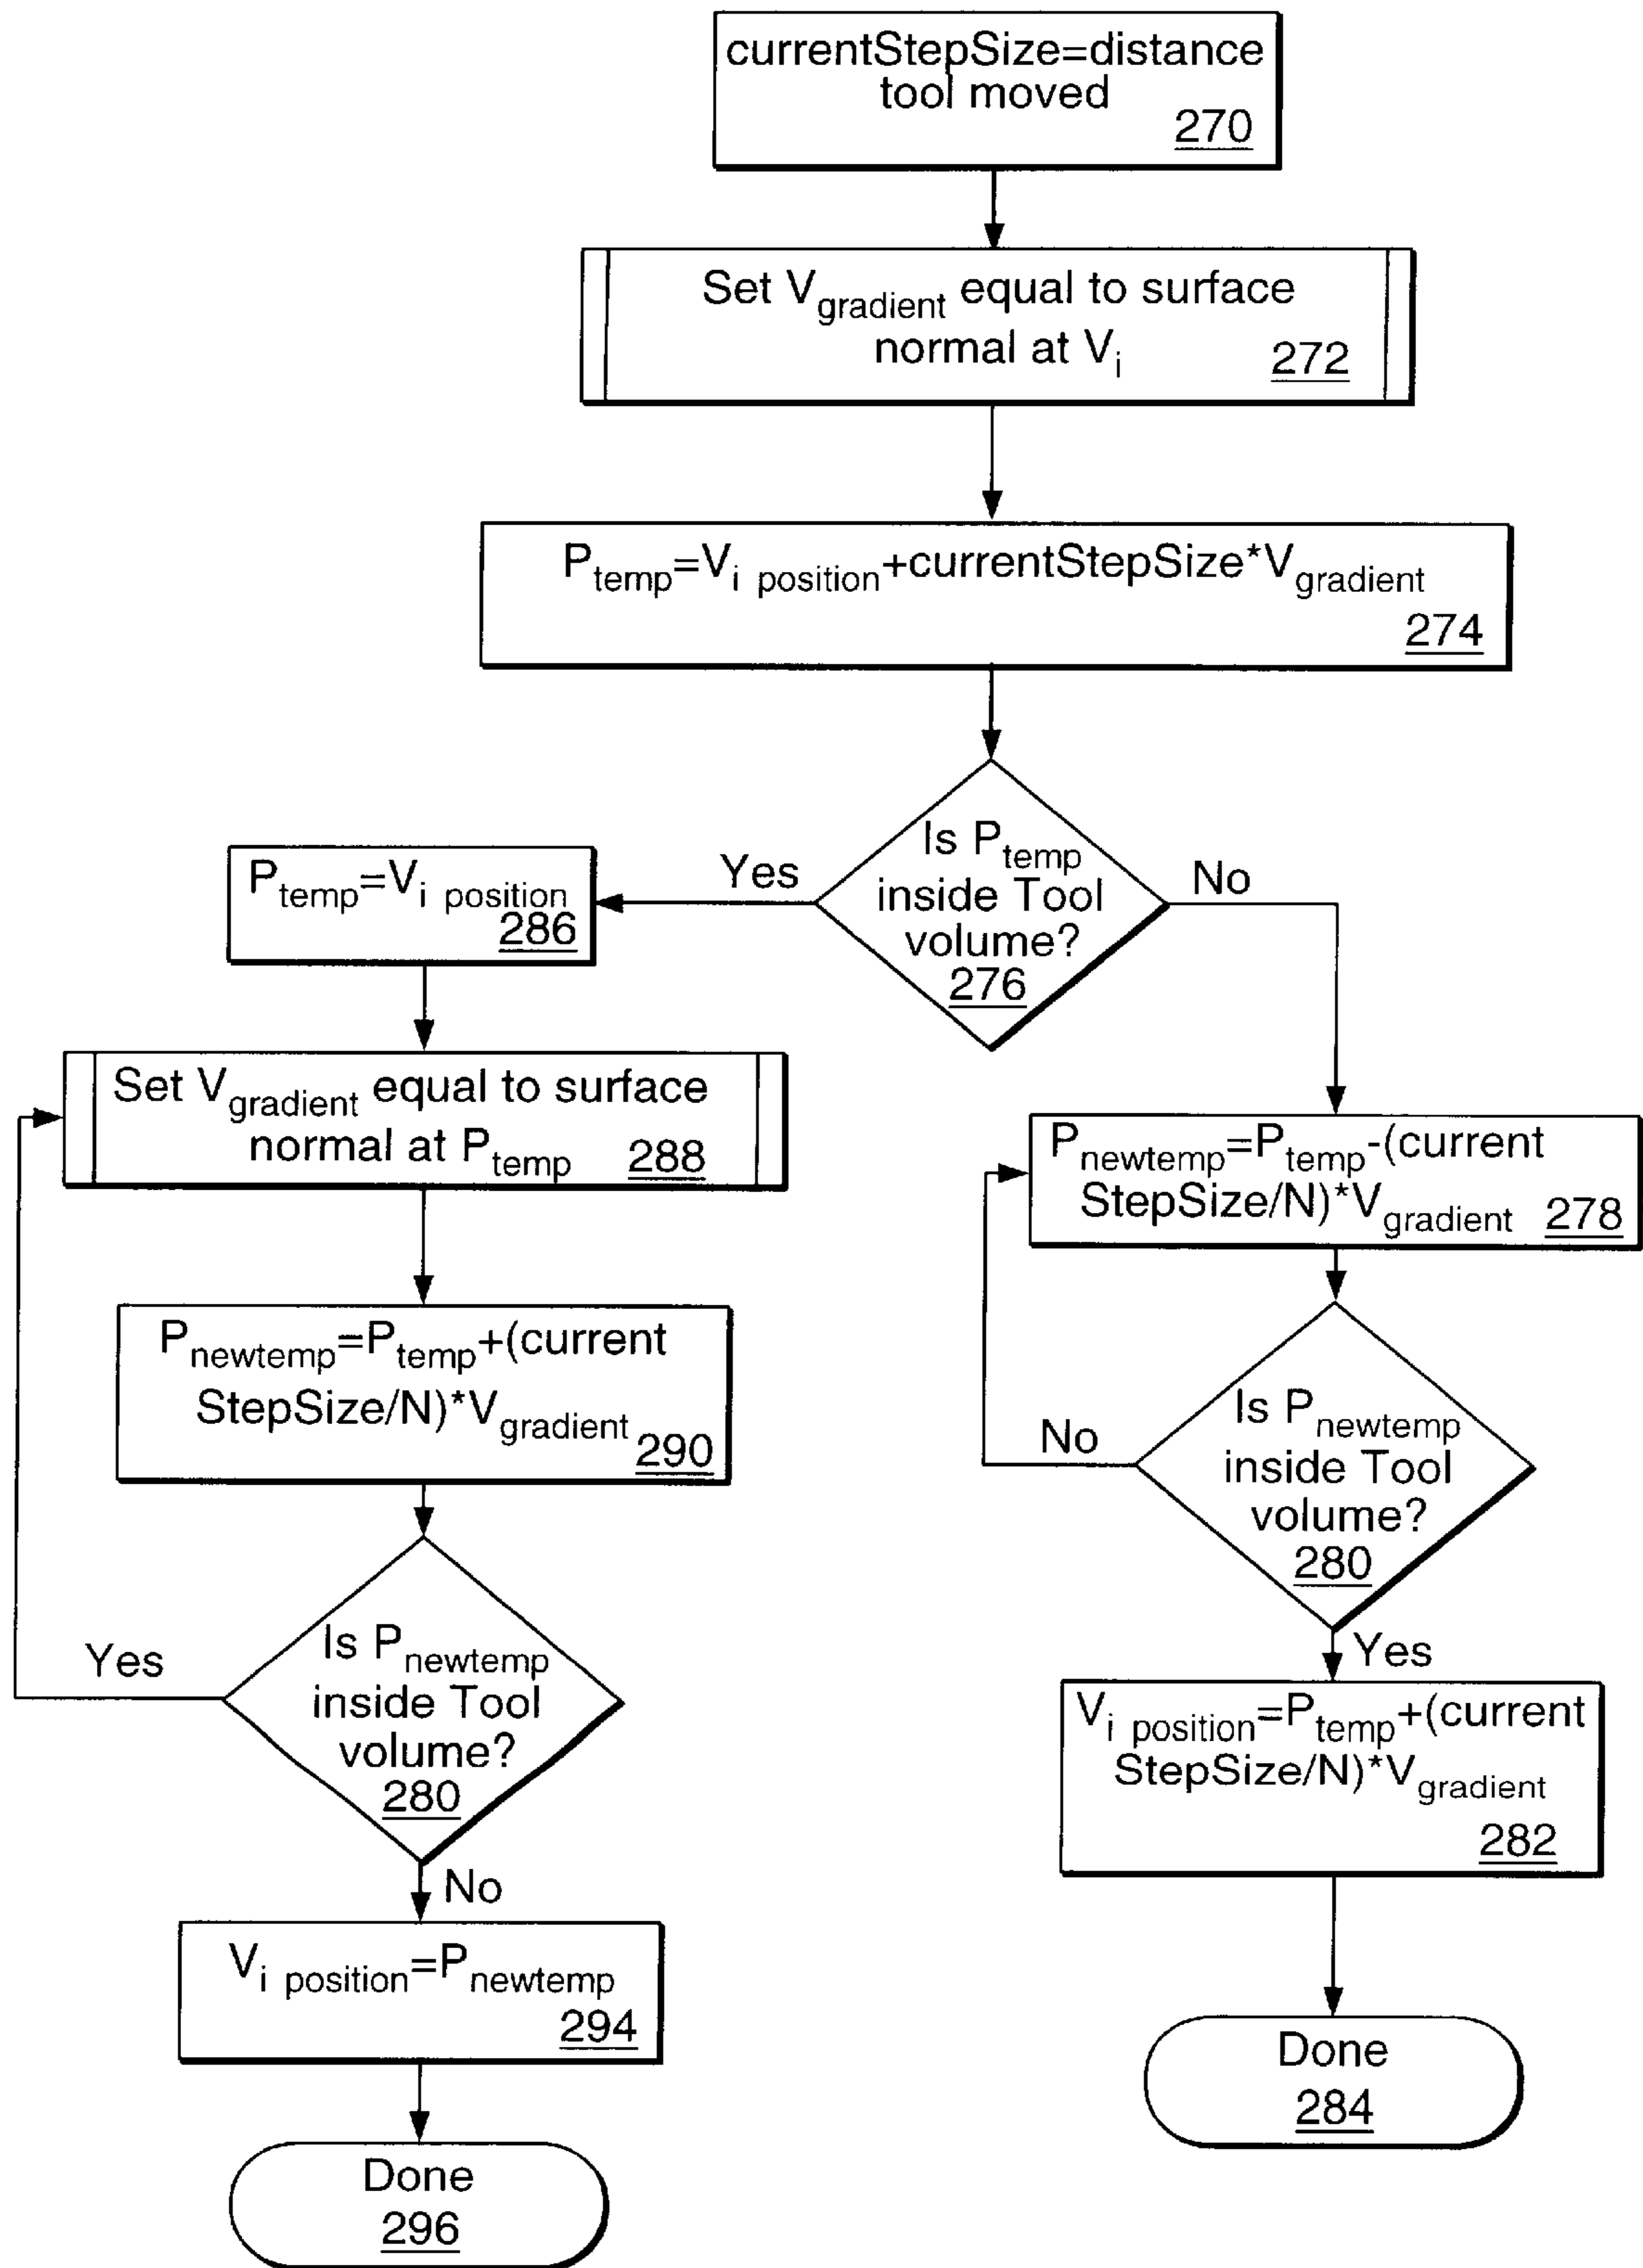 currentStepSize=distance
tool moved
270
Set Vgradient equal to surface
normal at Vi 272
Ptemp=Vi position+currentStepSize*Vgradient
274
Is Ptemp
inside Tool
volume?
276
Yes
No
Ptemp=Vi position
286
Set Vgradient equal to surface
normal at Ptemp 288
Pnewtemp=Ptemp+(current
StepSize/N)*Vgradient 290
Is Pnewtemp
inside Tool
volume?
280
Yes
No
Vi position=Pnewtemp
294
Done
296
Pnewtemp=Ptemp-(current
StepSize/N)*Vgradient 278
Is Pnewtemp
inside Tool
volume?
280
No
Yes
Vi position=Ptemp+(current
StepSize/N)*Vgradient
282
Done
284